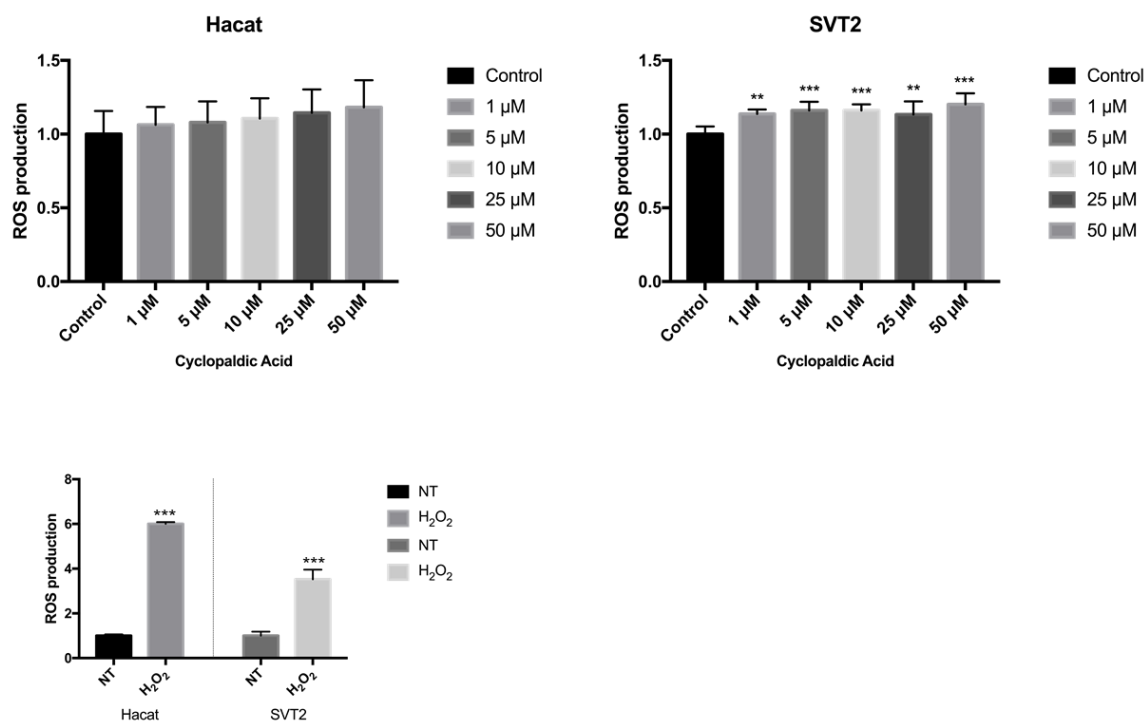 Hacat
ROS production
1.5
1.0
0.5
0.0
Control
1 µM
5 µM
10 µM
25 µM
50 µM
Cyclopaldic Acid
Control
1 µM
5 µM
10 µM
25 µM
50 µM
SVT2
ROS production
1.5
1.0
0.5
0.0
** *** *** ** ***
Control
1 µM
5 µM
10 µM
25 µM
50 µM
Cyclopaldic Acid
Control
1 µM
5 µM
10 µM
25 µM
50 µM
ROS production
8
6
4
2
0
***
***
NT
H₂O₂
NT
H₂O₂
Hacat
SVT2
NT
H₂O₂
NT
H₂O₂